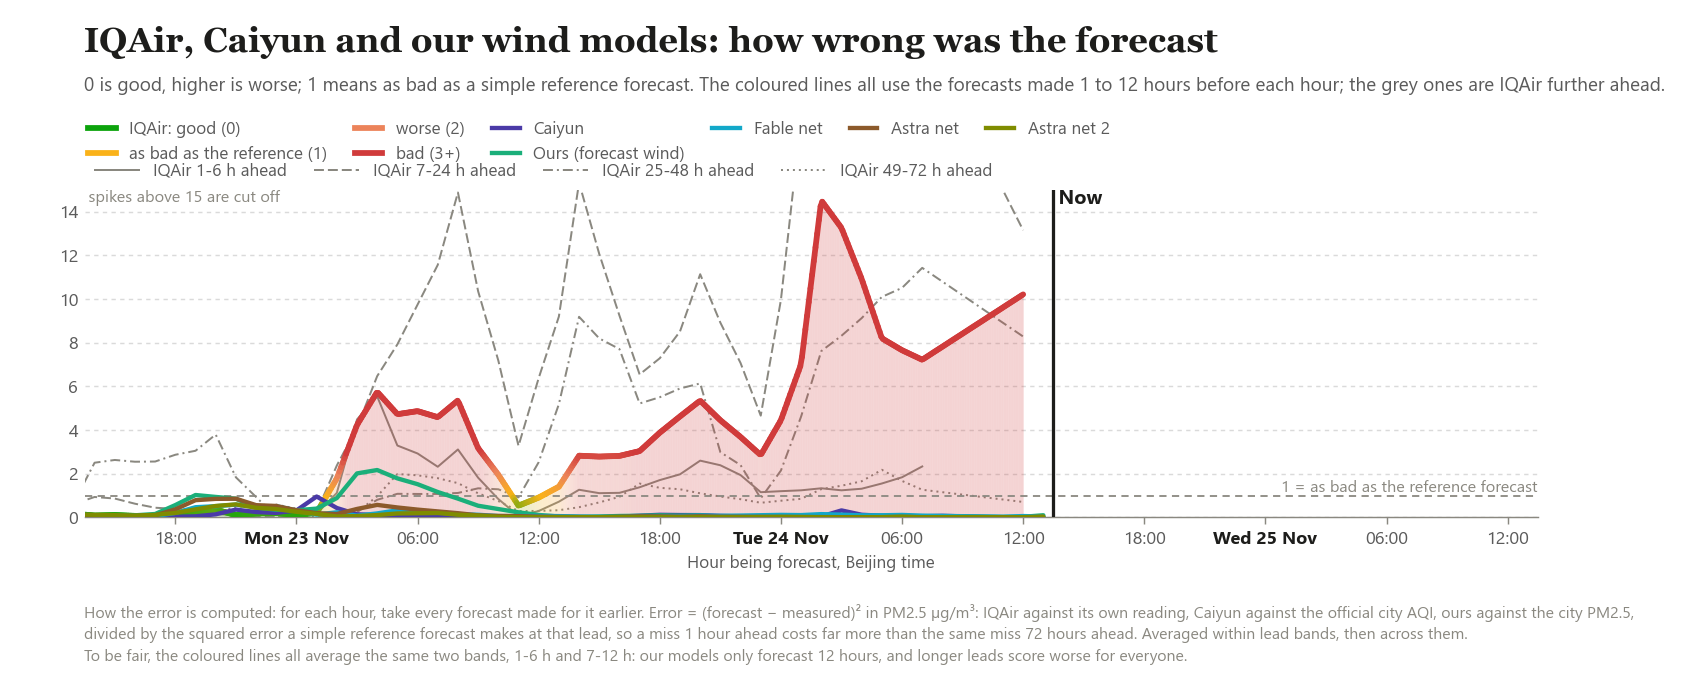 IQAir, Caiyun and our wind models: how wrong was the forecast
0 is good, higher is worse; 1 means as bad as a simple reference forecast. The coloured lines all use the forecasts made 1 to 12 hours before each hour; the grey ones are IQAir further ahead.
IQAir: good (0) worse (2) Caiyun Fable net Astra net Astra net 2
as bad as the reference (1) bad (3+) Ours (forecast wind)
IQAir 1-6 h ahead IQAir 7-24 h ahead IQAir 25-48 h ahead IQAir 49-72 h ahead
spikes above 15 are cut off
Now
14
12
10
8
6
4
2
1 = as bad as the reference forecast
0
18:00 Mon 23 Nov 06:00 12:00 18:00 Tue 24 Nov 06:00 12:00 18:00 Wed 25 Nov 06:00 12:00
Hour being forecast, Beijing time
How the error is computed: for each hour, take every forecast made for it earlier. Error = (forecast − measured)² in PM2.5 µg/m³: IQAir against its own reading, Caiyun against the official city AQI, ours against the city PM2.5,
divided by the squared error a simple reference forecast makes at that lead, so a miss 1 hour ahead costs far more than the same miss 72 hours ahead. Averaged within lead bands, then across them.
To be fair, the coloured lines all average the same two bands, 1-6 h and 7-12 h: our models only forecast 12 hours, and longer leads score worse for everyone.